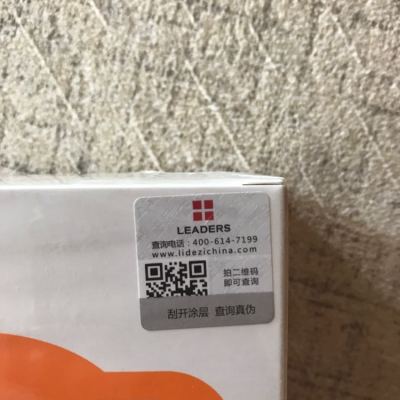 LEADERS
查询电话：400-614-7199
www.lidezichina.com
拍二维码
即可查询
刮开涂层 查询真伪